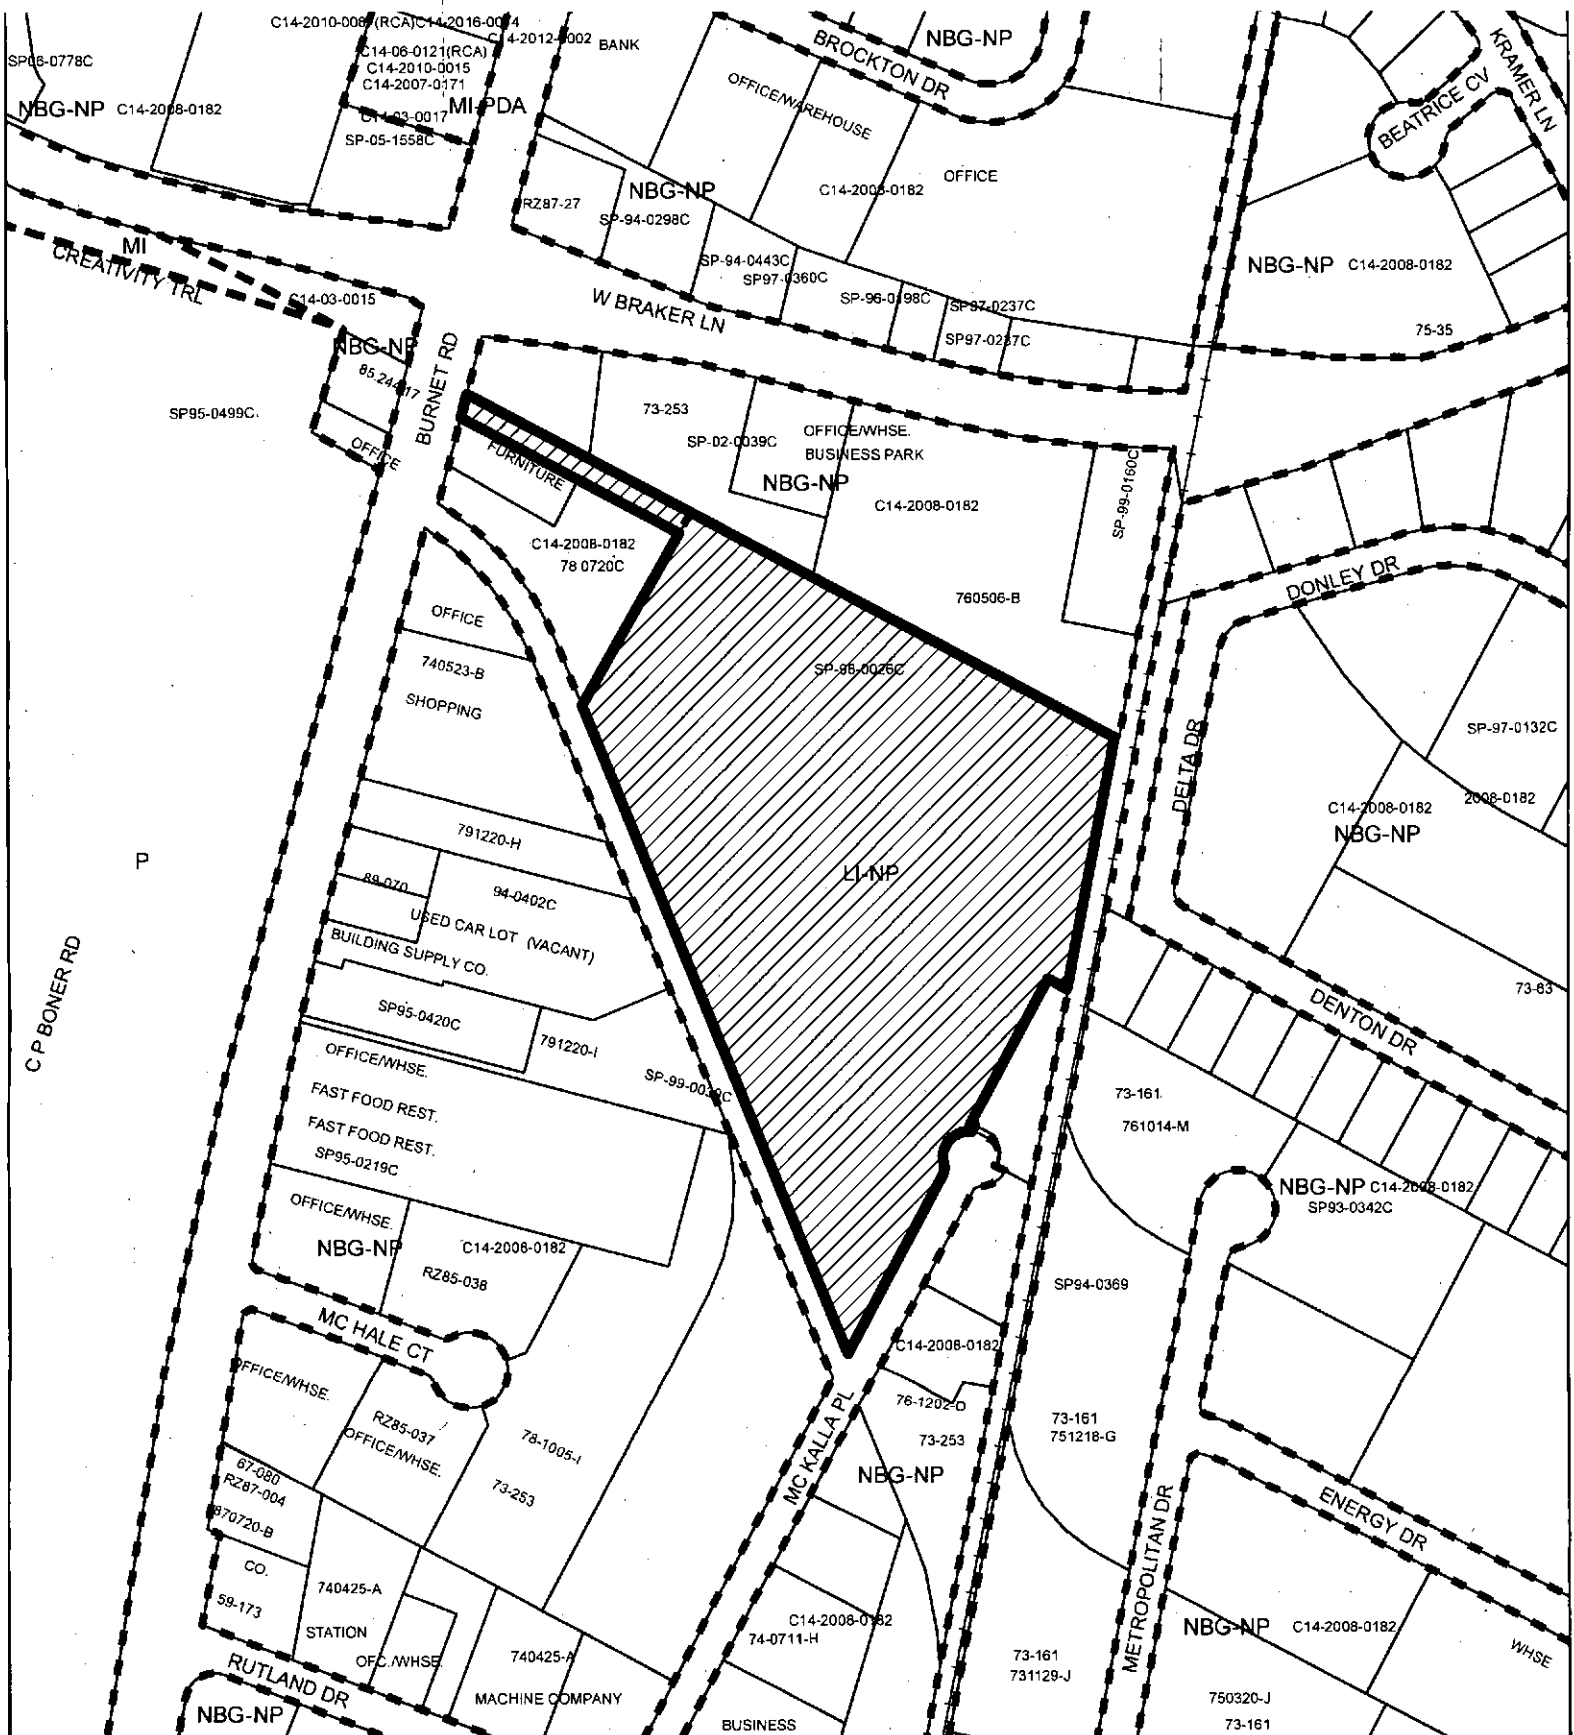 C14-2010-008 (RCA)C14-2016-0014
C14-2012-0002
BANK
NBG-NP
SP06-0778C
C14-06-0121(RCA)
C14-2010-0015
C14-2007-0171
BROCKTON DR
KRAMER LN
NBG-NP
C14-2008-0182
MI-PDA
C14-03-0017
SP-05-1558C
OFFICE/WAREHOUSE
BEATRICE CV
NBG-NP
C14-2008-0182
OFFICE
RZ87-27
SP-94-0298C
MI
CREATIVITY TRL
SP-94-0443C
SP97-0360C
NBG-NP
C14-2008-0182
C14-03-0015
W BRAKER LN
SP-96-0198C
SP97-0237C
SP97-0237C
75-35
NBG-NP
85.244 17
BURNET RD
SP95-0499C
73-253
SP-02-0039C
OFFICE/WHSE.
BUSINESS PARK
OFFICE
FURNITURE
NBG-NP
C14-2008-0182
SP-99-0160C
C14-2008-0182
78 0720C
DONLEY DR
OFFICE
760506-B
740523-B
SP-98-0026C
SHOPPING
DELTA DR
SP-97-0132C
C14-2008-0182
2008-0182
NBG-NP
791220-H
P
LI-NP
89-070
94-0402C
USED CAR LOT (VACANT)
BUILDING SUPPLY CO.
C P BONER RD
73-63
SP95-0420C
DENTON DR
791220-I
OFFICE/WHSE.
SP-99-0032C
FAST FOOD REST.
73-161
FAST FOOD REST.
761014-M
SP95-0219C
NBG-NP
C14-2008-0182
SP93-0342C
OFFICE/WHSE.
NBG-NP
C14-2008-0182
RZ85-038
SP94-0369
MC HALE CT
C14-2008-0182
OFFICE/WHSE.
MC KALLA PL
76-1202-D
RZ85-037
OFFICE/WHSE.
78-1005-I
73-253
73-161
751218-G
67-080
RZ87-004
870720-B
73-253
NBG-NP
ENERGY DR
METROPOLITAN DR
CO.
740425-A
59-173
STATION
C14-2008-0182
74-0711-H
NBG-NP
C14-2008-0182
WHSE
OFC./WHSE.
740425-A
73-161
731129-J
RUTLAND DR
MACHINE COMPANY
750320-J
NBG-NP
BUSINESS
73-161